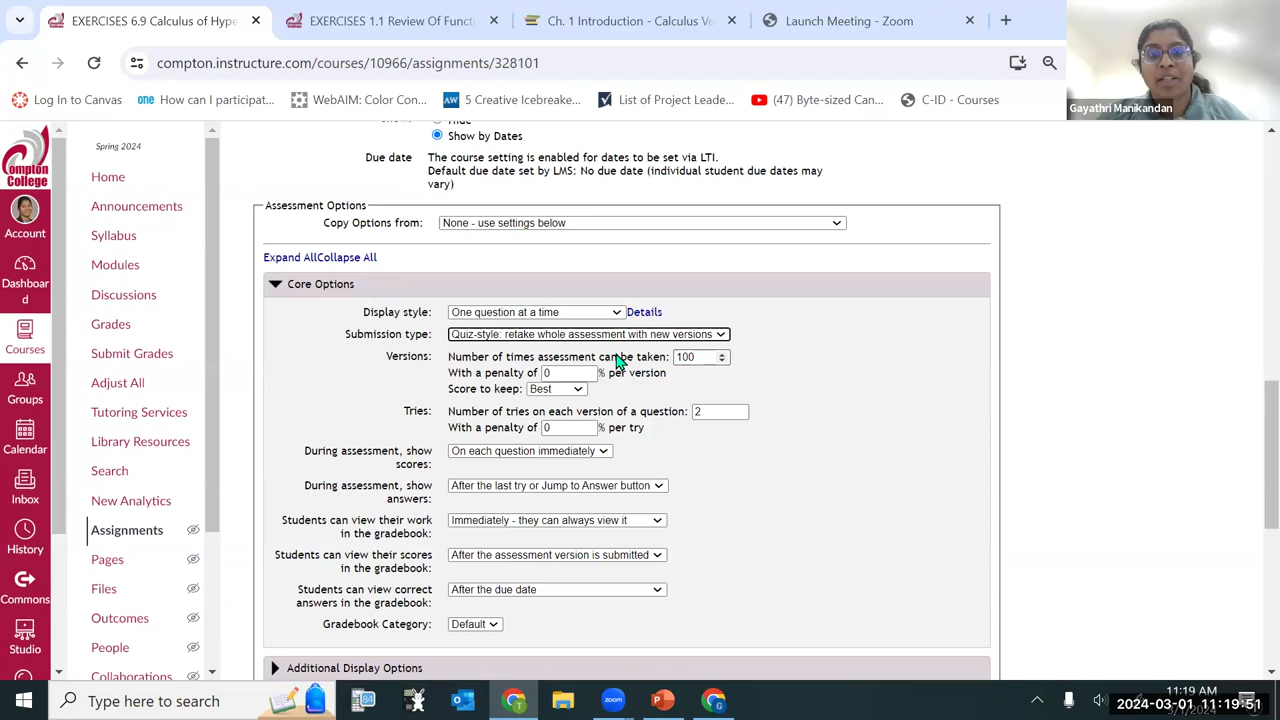 EXERCISES 6.9 Calculus of Hype
EXERCISES 1.1 Review Of Funct
Ch. 1 Introduction - Calculus Vo
Launch Meeting - Zoom
compton.instructure.com/courses/10966/assignments/328101
Log In to Canvas
one
How can I participat...
WebAIM: Color Con...
AW
5 Creative Icebreake...
List of Project Leade...
(47) Byte-sized Can...
C-ID - Courses
Gayathri Manikandan
Compton
College
Account
Dashboar
d
Courses
Groups
Calendar
Inbox
History
Commons
Studio
Spring 2024
Home
Announcements
Syllabus
Modules
Discussions
Grades
Submit Grades
Adjust All
Tutoring Services
Library Resources
Search
New Analytics
Assignments
Pages
Files
Outcomes
People
Collaborations
Show by Dates
Due date
The course setting is enabled for dates to be set via LTI.
Default due date set by LMS: No due date (individual student due dates may
vary)
Assessment Options
Copy Options from: None - use settings below
Expand AllCollapse All
Core Options
Display style: One question at a time Details
Submission type: Quiz-style: retake whole assessment with new versions
Versions: Number of times assessment can be taken: 100
With a penalty of 0 % per version
Score to keep: Best
Tries: Number of tries on each version of a question: 2
With a penalty of 0 % per try
During assessment, show
scores:
On each question immediately
During assessment, show
answers:
After the last try or Jump to Answer button
Students can view their work
in the gradebook:
Immediately - they can always view it
Students can view their scores
in the gradebook:
After the assessment version is submitted
Students can view correct
answers in the gradebook:
After the due date
Gradebook Category: Default
Additional Display Options
Type here to search
11:19 AM
2024-03-01 11:19:51